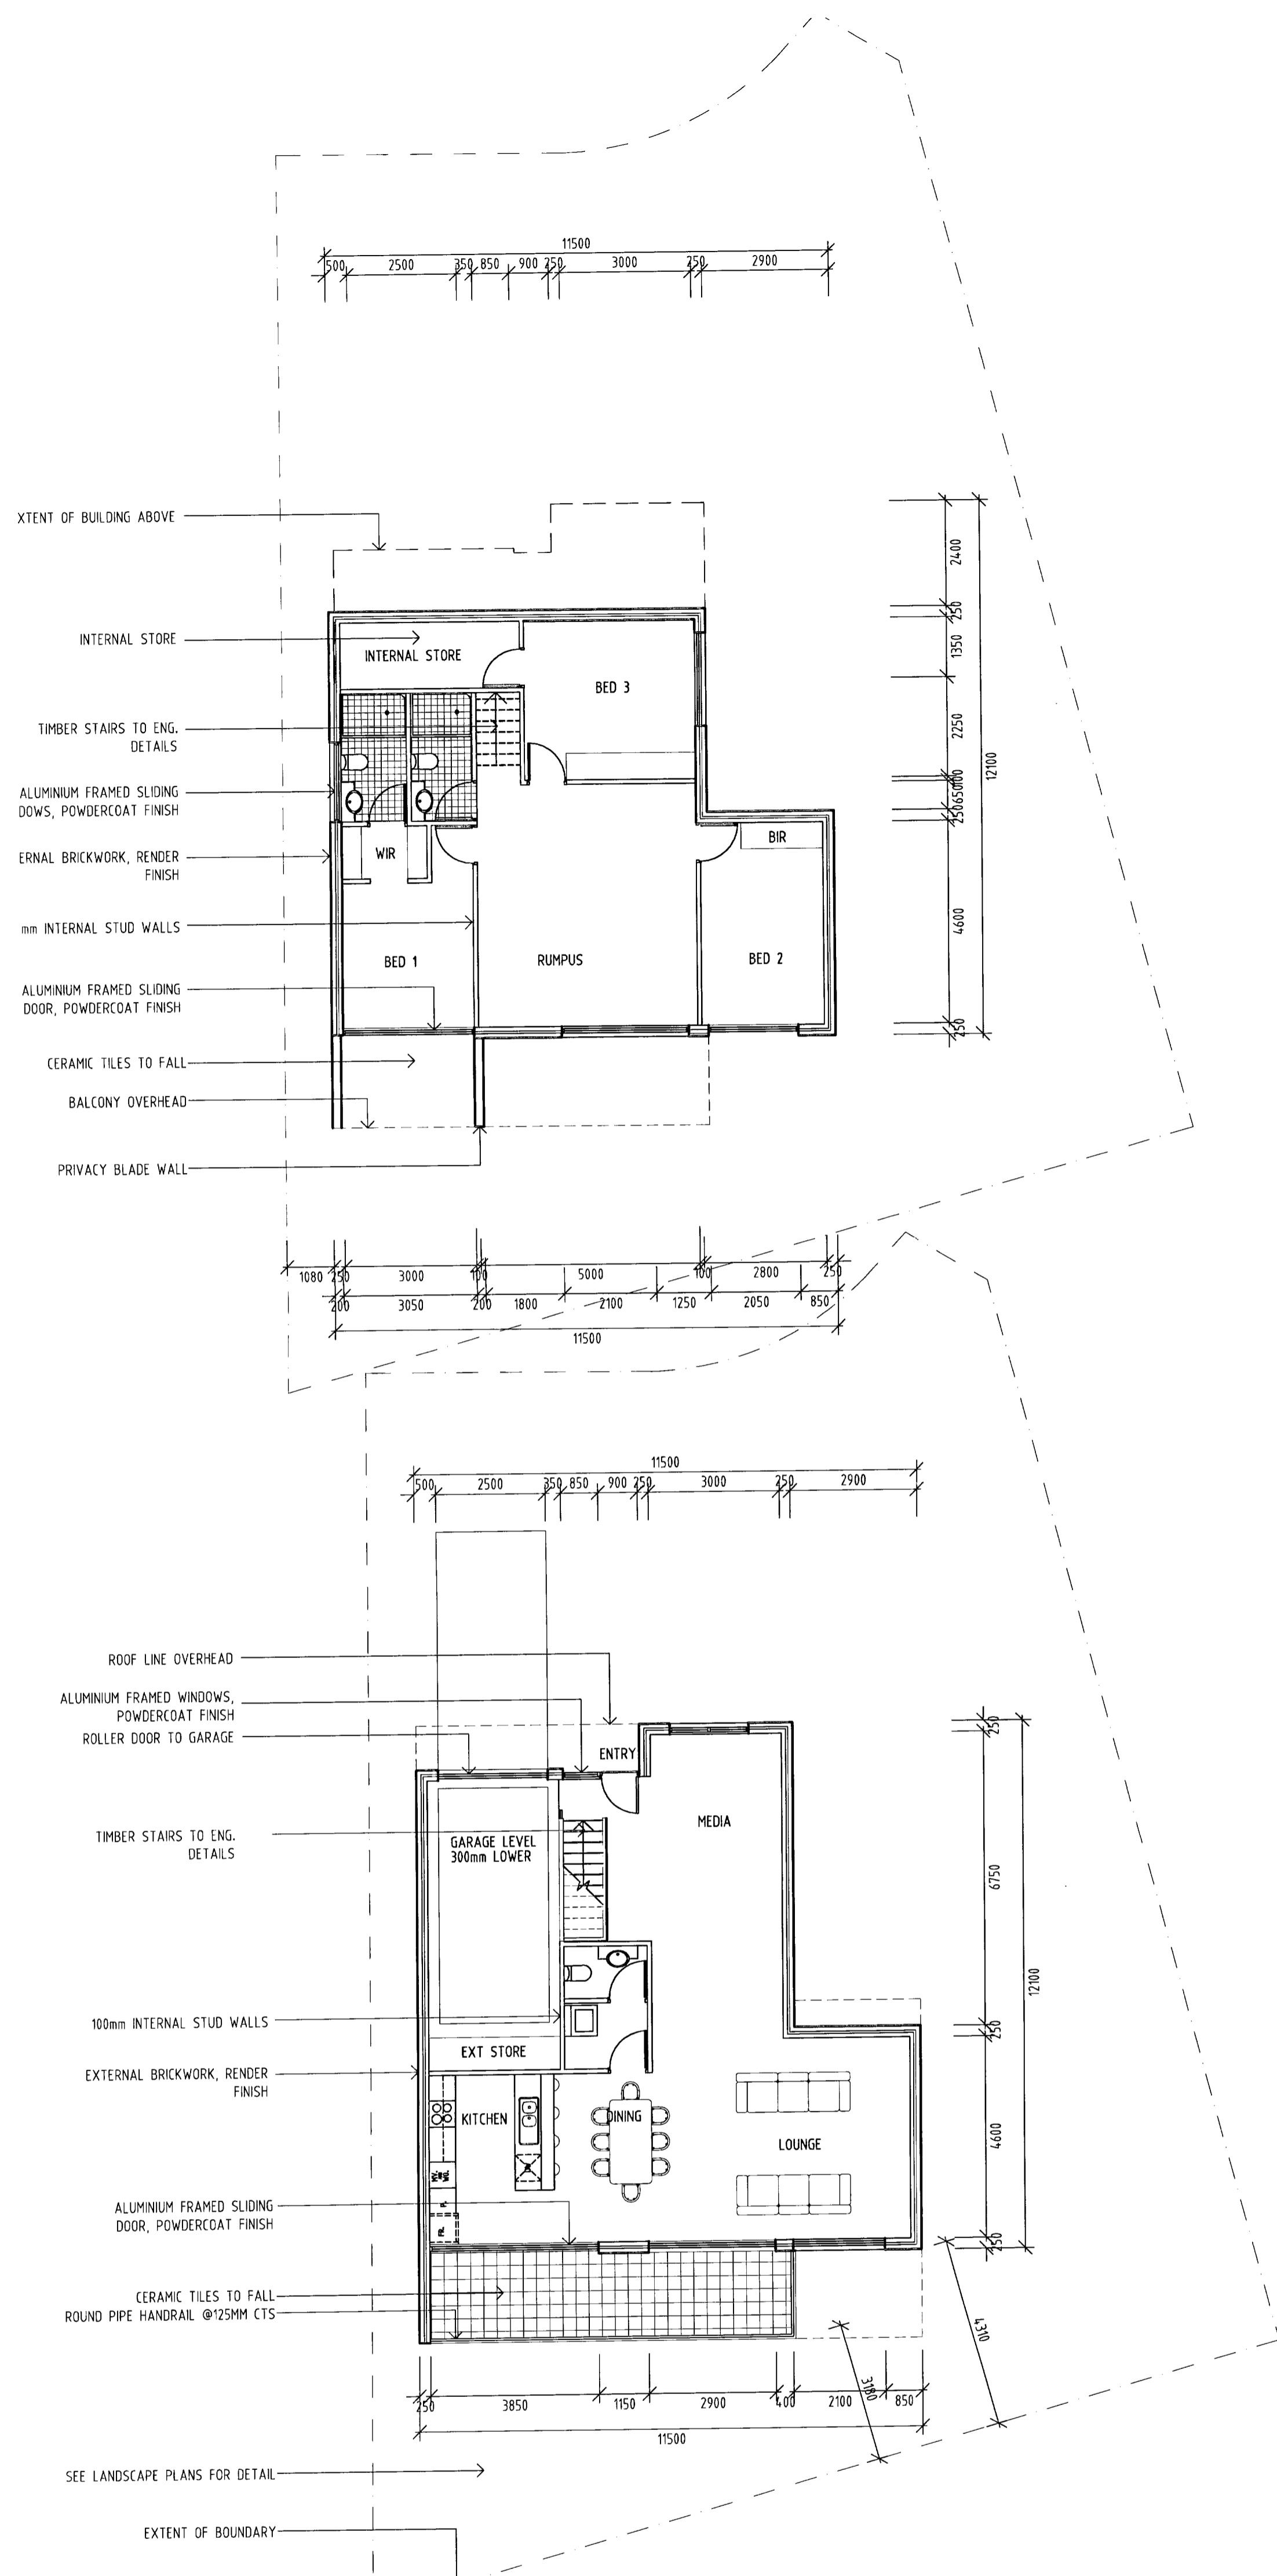 11500
500 2500 350 850 900 250 3000 250 2900
XTENT OF BUILDING ABOVE
2400
250
INTERNAL STORE
INTERNAL STORE
1350
BED 3
TIMBER STAIRS TO ENG.
DETAILS
2250
12100
ALUMINIUM FRAMED SLIDING
DOWS, POWDERCOAT FINISH
650
250
BIR
WIR
ERNAL BRICKWORK, RENDER
FINISH
mm INTERNAL STUD WALLS
4600
BED 1
RUMPUS
BED 2
ALUMINIUM FRAMED SLIDING
DOOR, POWDERCOAT FINISH
250
CERAMIC TILES TO FALL
BALCONY OVERHEAD
PRIVACY BLADE WALL
1080 250 3000 100 5000 100 2800 250
200 3050 200 1800 2100 1250 2050 850
11500
11500
500 2500 350 850 900 250 3000 250 2900
ROOF LINE OVERHEAD
ALUMINIUM FRAMED WINDOWS,
POWDERCOAT FINISH
ROLLER DOOR TO GARAGE
250
ENTRY
MEDIA
TIMBER STAIRS TO ENG.
DETAILS
GARAGE LEVEL
300mm LOWER
6750
12100
100mm INTERNAL STUD WALLS
250
EXT STORE
EXTERNAL BRICKWORK, RENDER
FINISH
KITCHEN
DINING
LOUNGE
4600
P.
FR.
ALUMINIUM FRAMED SLIDING
DOOR, POWDERCOAT FINISH
250
CERAMIC TILES TO FALL
ROUND PIPE HANDRAIL @125MM CTS
4310
3180
250 3850 1150 2900 400 2100 850
11500
SEE LANDSCAPE PLANS FOR DETAIL
EXTENT OF BOUNDARY